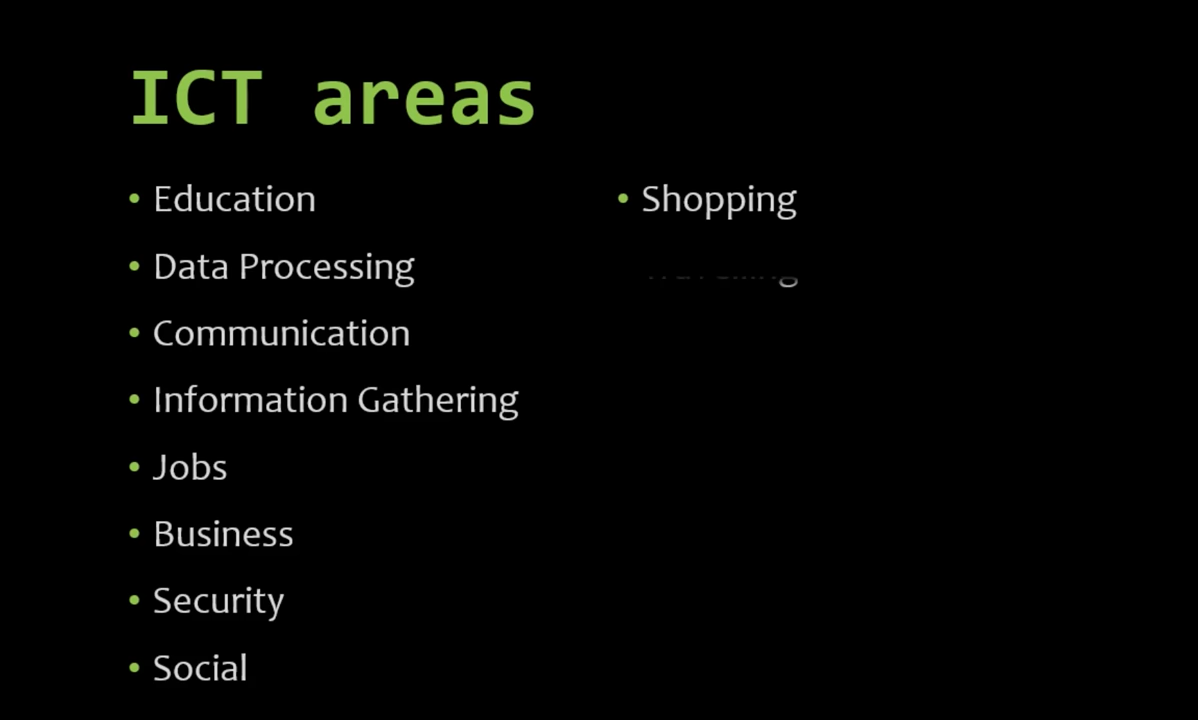 ICT areas
• Education
• Data Processing
• Communication
• Information Gathering
• Jobs
• Business
• Security
• Social
• Shopping